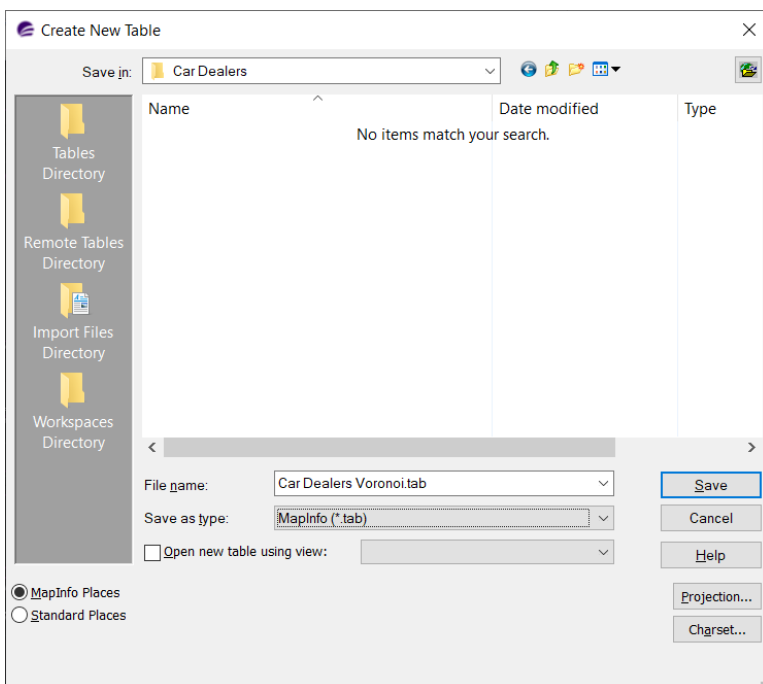 Create New Table
Save in:
Car Dealers
Name
Date modified
Type
No items match your search.
Tables
Directory
Remote Tables
Directory
Import Files
Directory
Workspaces
Directory
File name:
Car Dealers Voronoi.tab
Save
Save as type:
MapInfo (*.tab)
Cancel
Open new table using view:
Help
MapInfo Places
Projection...
Standard Places
Charset...